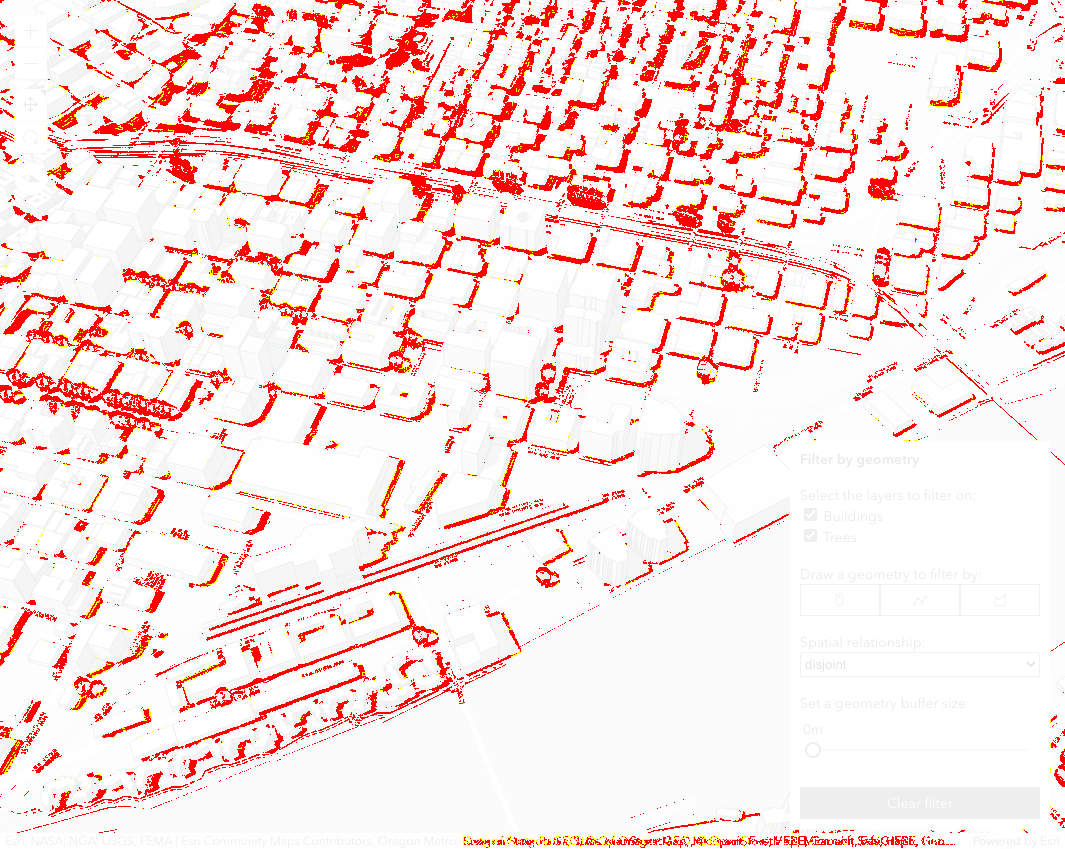 Filter by geometry
Select the layers to filter on:
Buildings
Trees
Draw a geometry to filter by:
Spatial relationship:
disjoint
Set a geometry buffer size:
0m
Clear filter
Esri, NASA, NGA, USGS, FEMA | Esri Community Maps Contributors, Oregon Metro,
Powered by Esri